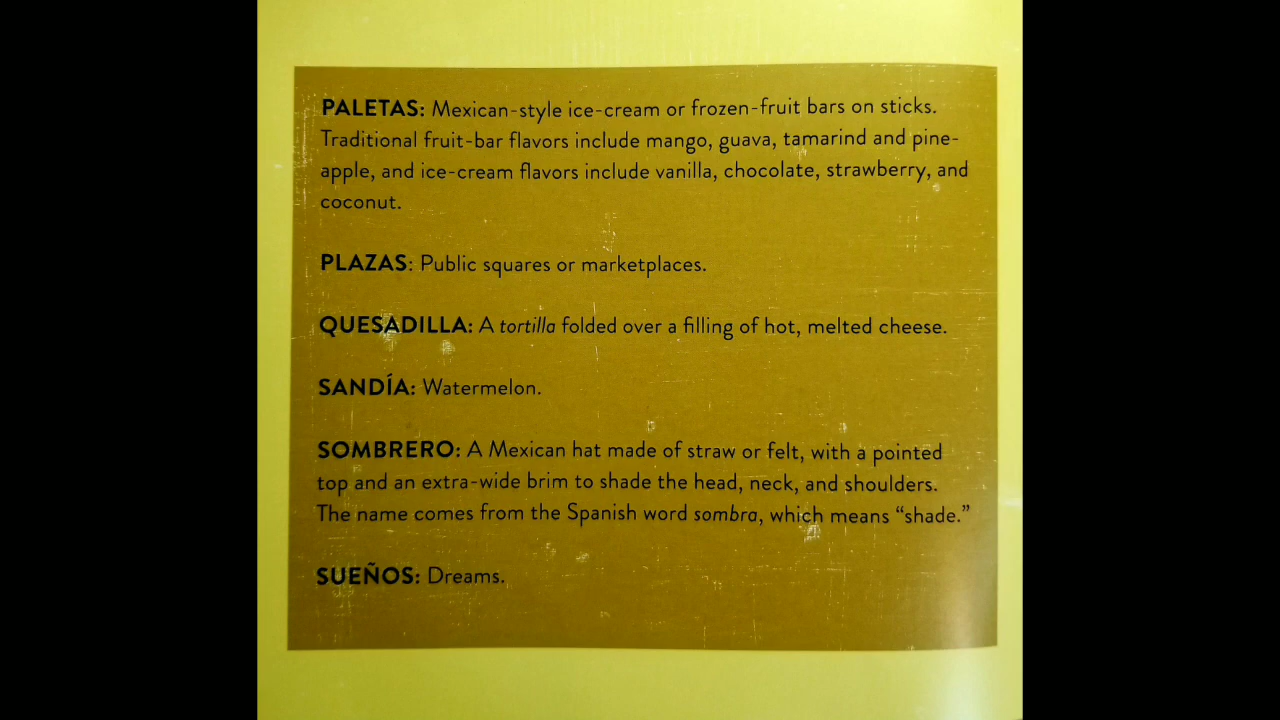 PALETAS: Mexican-style ice-cream or frozen-fruit bars on sticks.
Traditional fruit-bar flavors include mango, guava, tamarind and pine-
apple, and ice-cream flavors include vanilla, chocolate, strawberry, and
coconut.
PLAZAS: Public squares or marketplaces.
QUESADILLA: A tortilla folded over a filling of hot, melted cheese.
SANDÍA: Watermelon.
SOMBRERO: A Mexican hat made of straw or felt, with a pointed
top and an extra-wide brim to shade the head, neck, and shoulders.
The name comes from the Spanish word sombra, which means “shade.”
SUEÑOS: Dreams.